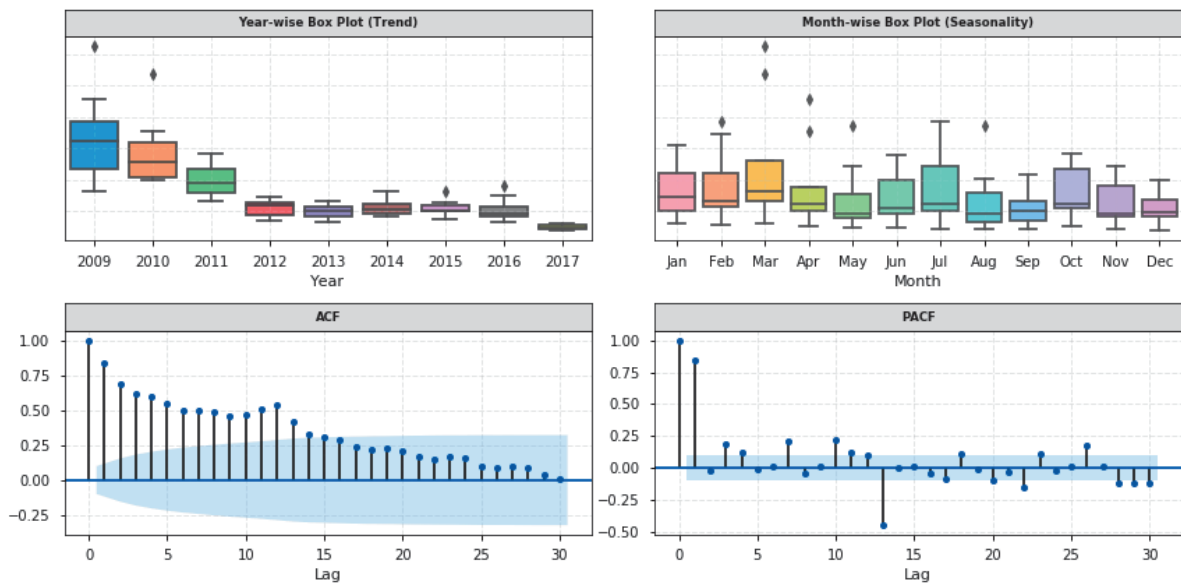 Year-wise Box Plot (Trend)
2009 2010 2011 2012 2013 2014 2015 2016 2017
Year
Month-wise Box Plot (Seasonality)
Jan Feb Mar Apr May Jun Jul Aug Sep Oct Nov Dec
Month
ACF
1.00
0.75
0.50
0.25
0.00
−0.25
0 5 10 15 20 25 30
Lag
PACF
1.00
0.75
0.50
0.25
0.00
−0.25
−0.50
0 5 10 15 20 25 30
Lag